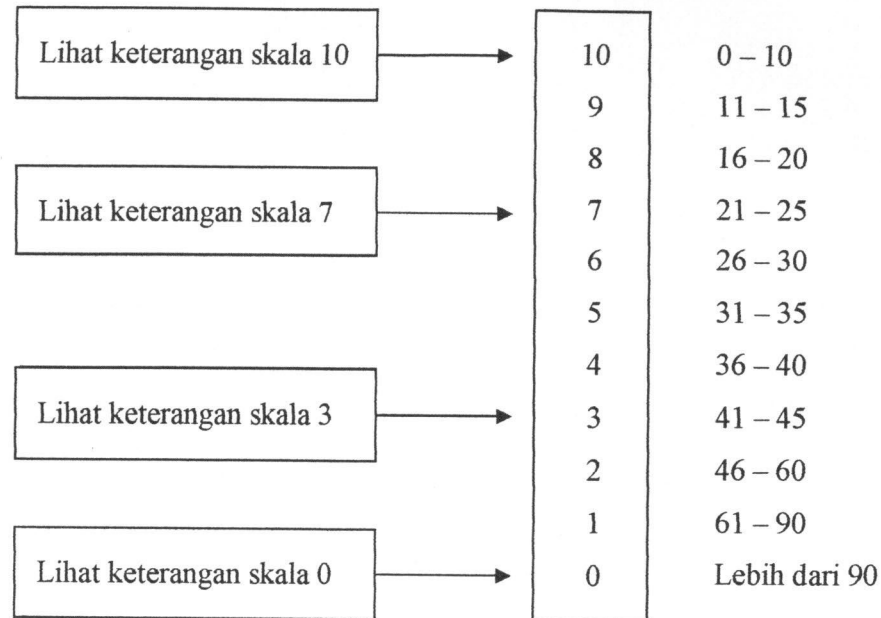 Lihat keterangan skala 10 10 0 – 10
9 11 – 15
8 16 – 20
Lihat keterangan skala 7 7 21 – 25
6 26 – 30
5 31 – 35
4 36 – 40
Lihat keterangan skala 3 3 41 – 45
2 46 – 60
1 61 – 90
Lihat keterangan skala 0 0 Lebih dari 90